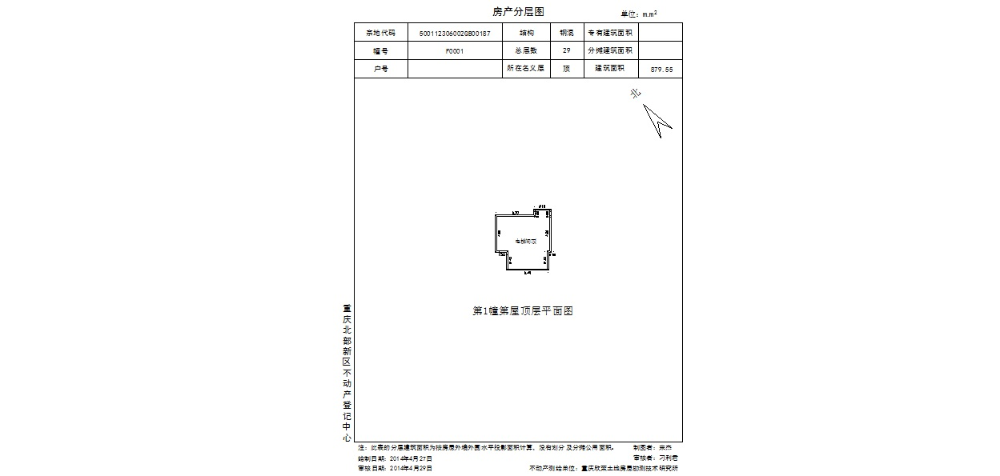 房产分层图
单位：m.m²
宗地代码 500112306002GB00187 结构 钢混 专有建筑面积
幢号 F0001 总层数 29 分摊建筑面积
户号 所在名义层 顶 建筑面积 879.55
北
电梯间顶
第1幢第屋顶层平面图
重庆北部新区不动产登记中心
注：此表的分层建筑面积为按房屋外墙外围水平投影面积计算，没有划分及分摊公用面积。 制图者：宋杰
绘制日期：2014年4月27日 审核者：刁利君
审核日期：2014年4月29日 不动产测绘单位：重庆欣荣土地房屋勘测技术研究所